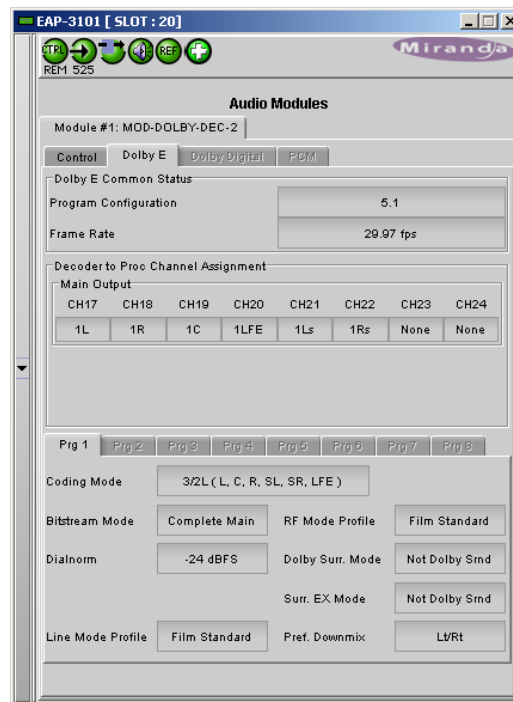 EAP-3101 [ SLOT : 20]
CTRL REF
REM 525
Miranda
Audio Modules
Module #1: MOD-DOLBY-DEC-2
Control Dolby E Dolby Digital PCM
Dolby E Common Status
Program Configuration 5.1
Frame Rate 29.97 fps
Decoder to Proc Channel Assignment
Main Output
CH17 CH18 CH19 CH20 CH21 CH22 CH23 CH24
1L 1R 1C 1LFE 1Ls 1Rs None None
Prg 1 Prg 2 Prg 3 Prg 4 Prg 5 Prg 6 Prg 7 Prg 8
Coding Mode 3/2L ( L, C, R, SL, SR, LFE )
Bitstream Mode Complete Main RF Mode Profile Film Standard
Dialnorm -24 dBFS Dolby Surr. Mode Not Dolby Srnd
Surr. EX Mode Not Dolby Srnd
Line Mode Profile Film Standard Pref. Downmix Lt/Rt